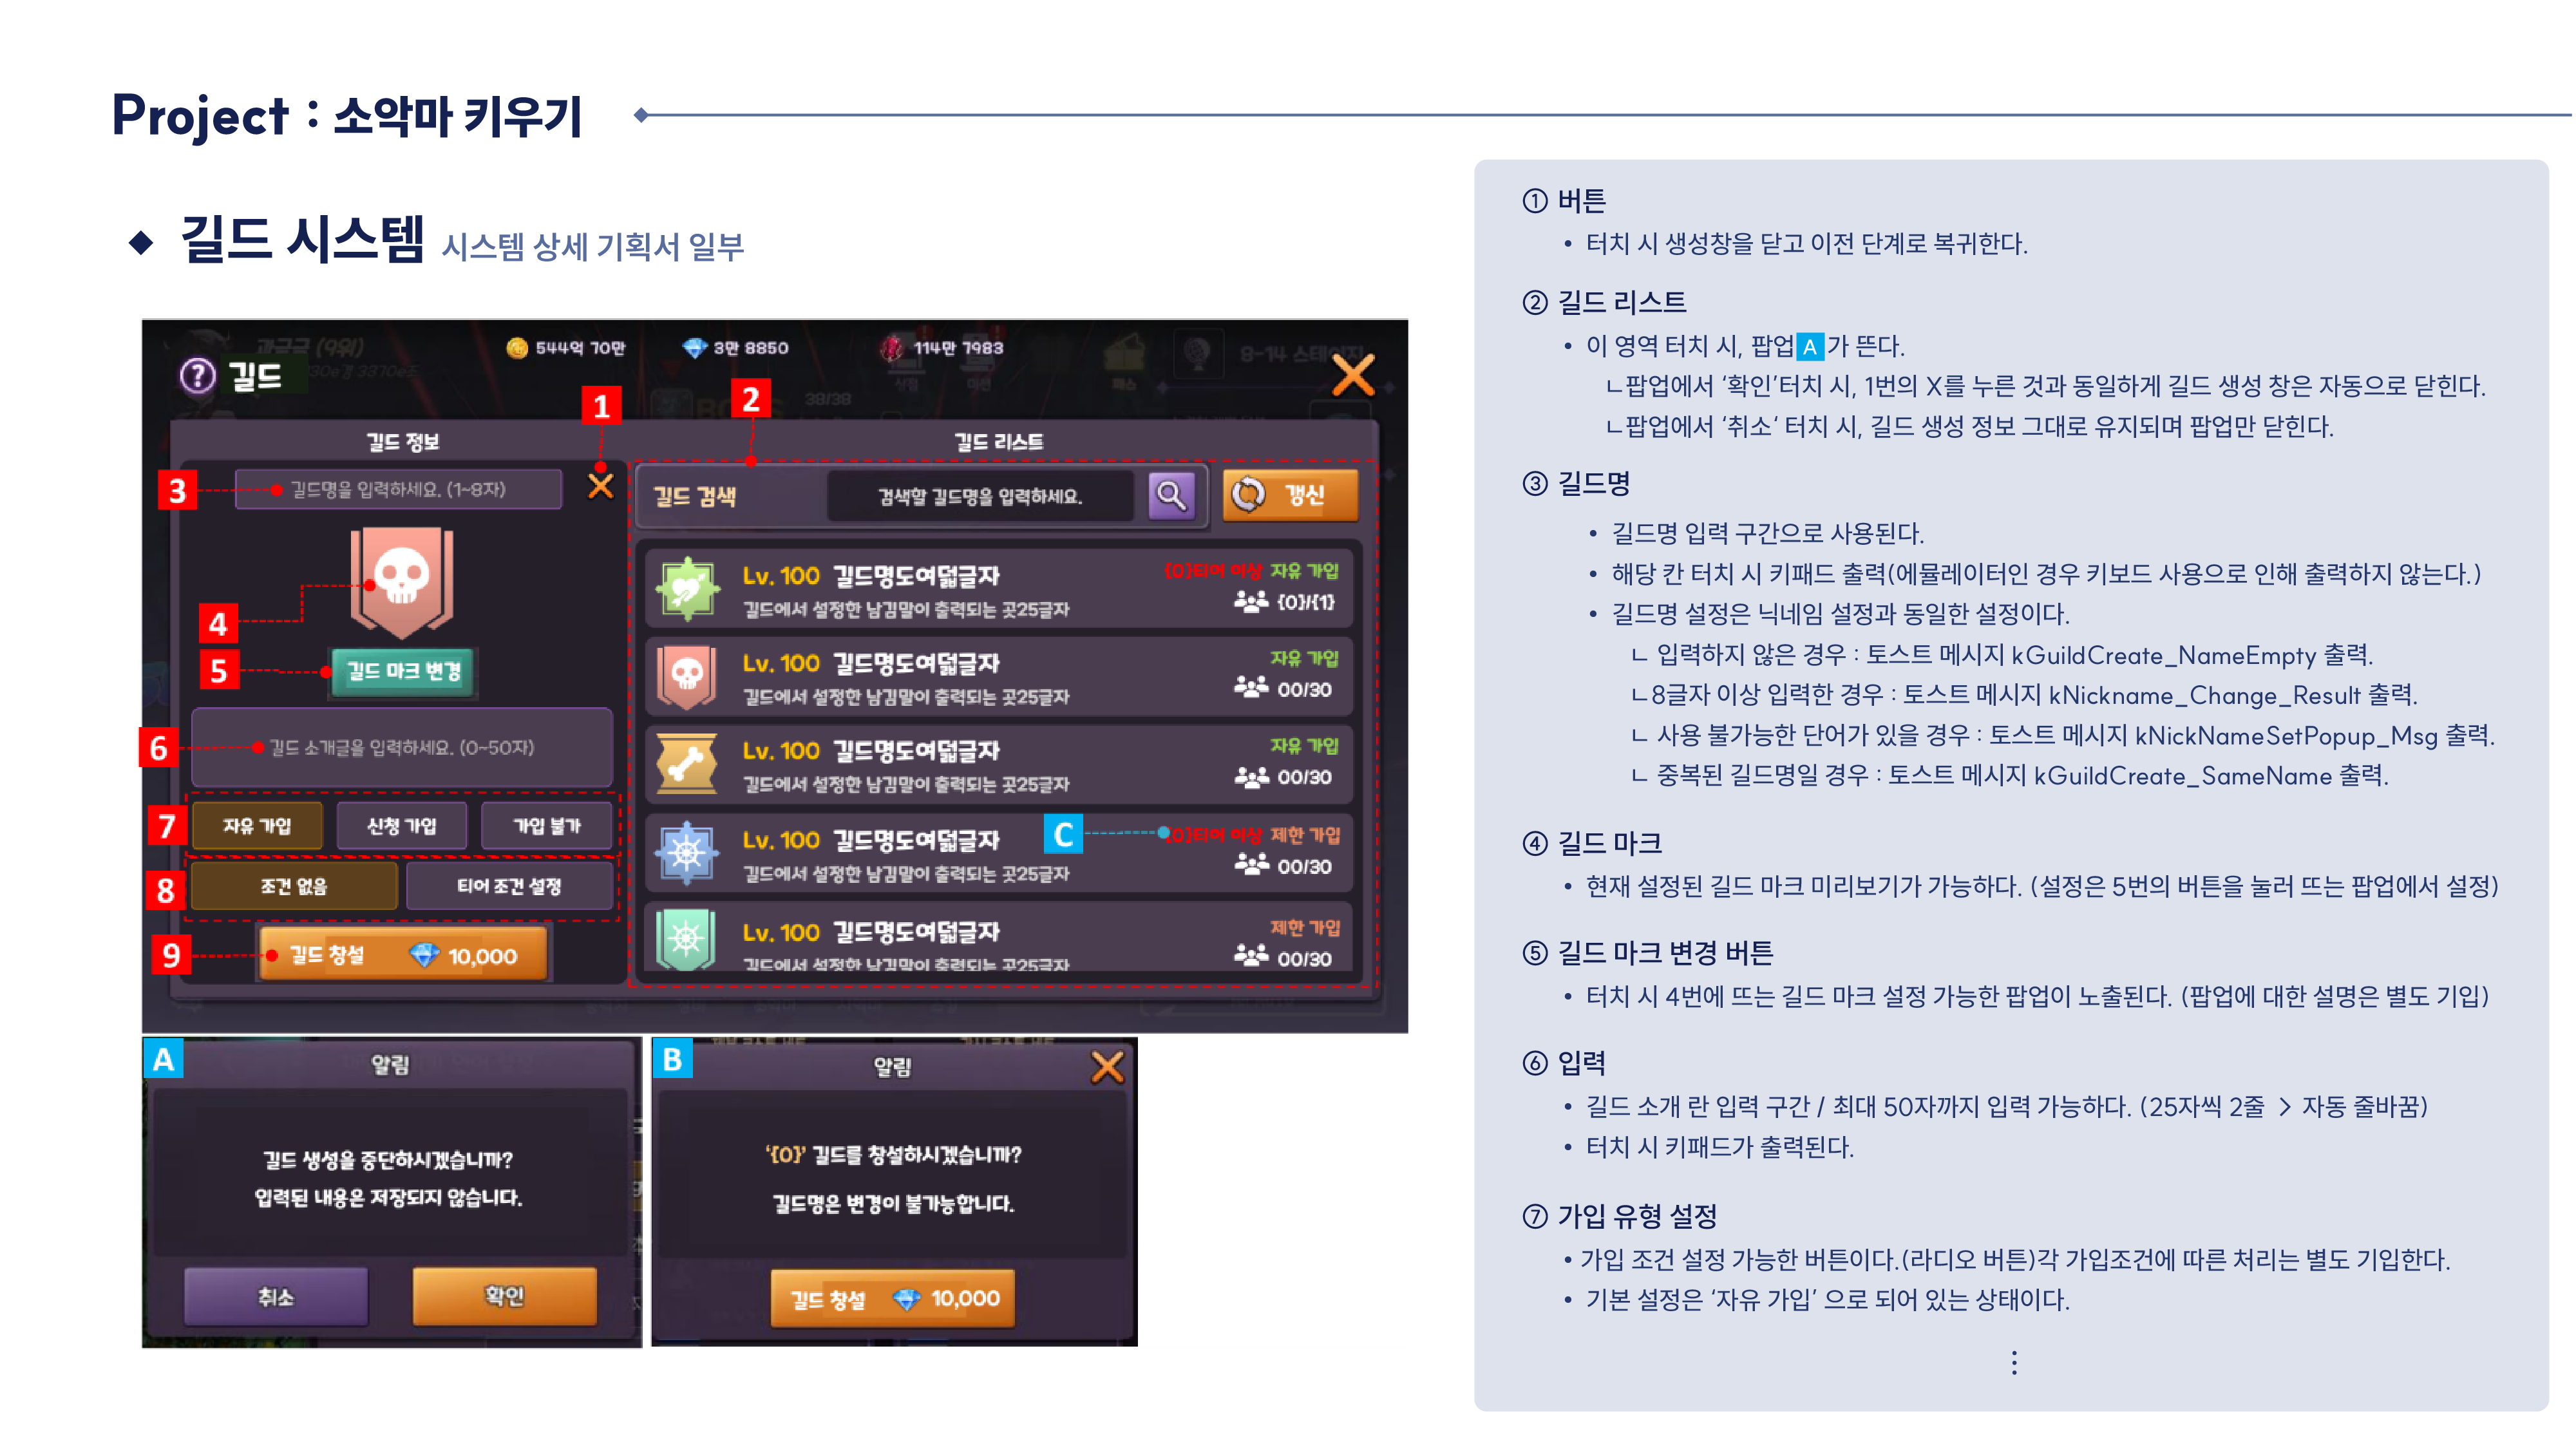 Project : 소악마 키우기
◆ 길드 시스템 시스템 상세 기획서 일부
544억 70만
3만 8850
114만 7983
8-14 스테이지
? 길드
38/38
1
2
길드 정보
길드 리스트
3
길드명을 입력하세요. (1~8자)
길드 검색
검색할 길드명을 입력하세요.
갱신
Lv. 100 길드명도여덟글자
{0}티어 이상 자유 가입
길드에서 설정한 남김말이 출력되는 곳25글자
{0}/{1}
4
5
길드 마크 변경
Lv. 100 길드명도여덟글자
자유 가입
길드에서 설정한 남김말이 출력되는 곳25글자
00/30
6
길드 소개글을 입력하세요. (0~50자)
Lv. 100 길드명도여덟글자
자유 가입
길드에서 설정한 남김말이 출력되는 곳25글자
00/30
7
자유 가입
신청 가입
가입 불가
Lv. 100 길드명도여덟글자
C
0}티어 이상 제한 가입
길드에서 설정한 남김말이 출력되는 곳25글자
00/30
8
조건 없음
티어 조건 설정
Lv. 100 길드명도여덟글자
제한 가입
길드에서 설정한 남김말이 출력되는 곳25글자
00/30
9
길드 창설 10,000
A
알림
길드 생성을 중단하시겠습니까?
입력된 내용은 저장되지 않습니다.
취소
확인
B
알림
'{0}' 길드를 창설하시겠습니까?
길드명은 변경이 불가능합니다.
길드 창설 10,000
① 버튼
• 터치 시 생성창을 닫고 이전 단계로 복귀한다.
② 길드 리스트
• 이 영역 터치 시, 팝업 A 가 뜬다.
ㄴ팝업에서 ‘확인’터치 시, 1번의 X를 누른 것과 동일하게 길드 생성 창은 자동으로 닫힌다.
ㄴ팝업에서 ‘취소‘ 터치 시, 길드 생성 정보 그대로 유지되며 팝업만 닫힌다.
③ 길드명
• 길드명 입력 구간으로 사용된다.
• 해당 칸 터치 시 키패드 출력(에뮬레이터인 경우 키보드 사용으로 인해 출력하지 않는다.)
• 길드명 설정은 닉네임 설정과 동일한 설정이다.
ㄴ 입력하지 않은 경우 : 토스트 메시지 kGuildCreate_NameEmpty 출력.
ㄴ8글자 이상 입력한 경우 : 토스트 메시지 kNickname_Change_Result 출력.
ㄴ 사용 불가능한 단어가 있을 경우 : 토스트 메시지 kNickNameSetPopup_Msg 출력.
ㄴ 중복된 길드명일 경우 : 토스트 메시지 kGuildCreate_SameName 출력.
④ 길드 마크
• 현재 설정된 길드 마크 미리보기가 가능하다. (설정은 5번의 버튼을 눌러 뜨는 팝업에서 설정)
⑤ 길드 마크 변경 버튼
• 터치 시 4번에 뜨는 길드 마크 설정 가능한 팝업이 노출된다. (팝업에 대한 설명은 별도 기입)
⑥ 입력
• 길드 소개 란 입력 구간 / 최대 50자까지 입력 가능하다. (25자씩 2줄 > 자동 줄바꿈)
• 터치 시 키패드가 출력된다.
⑦ 가입 유형 설정
• 가입 조건 설정 가능한 버튼이다.(라디오 버튼)각 가입조건에 따른 처리는 별도 기입한다.
• 기본 설정은 ‘자유 가입’ 으로 되어 있는 상태이다.
⋮